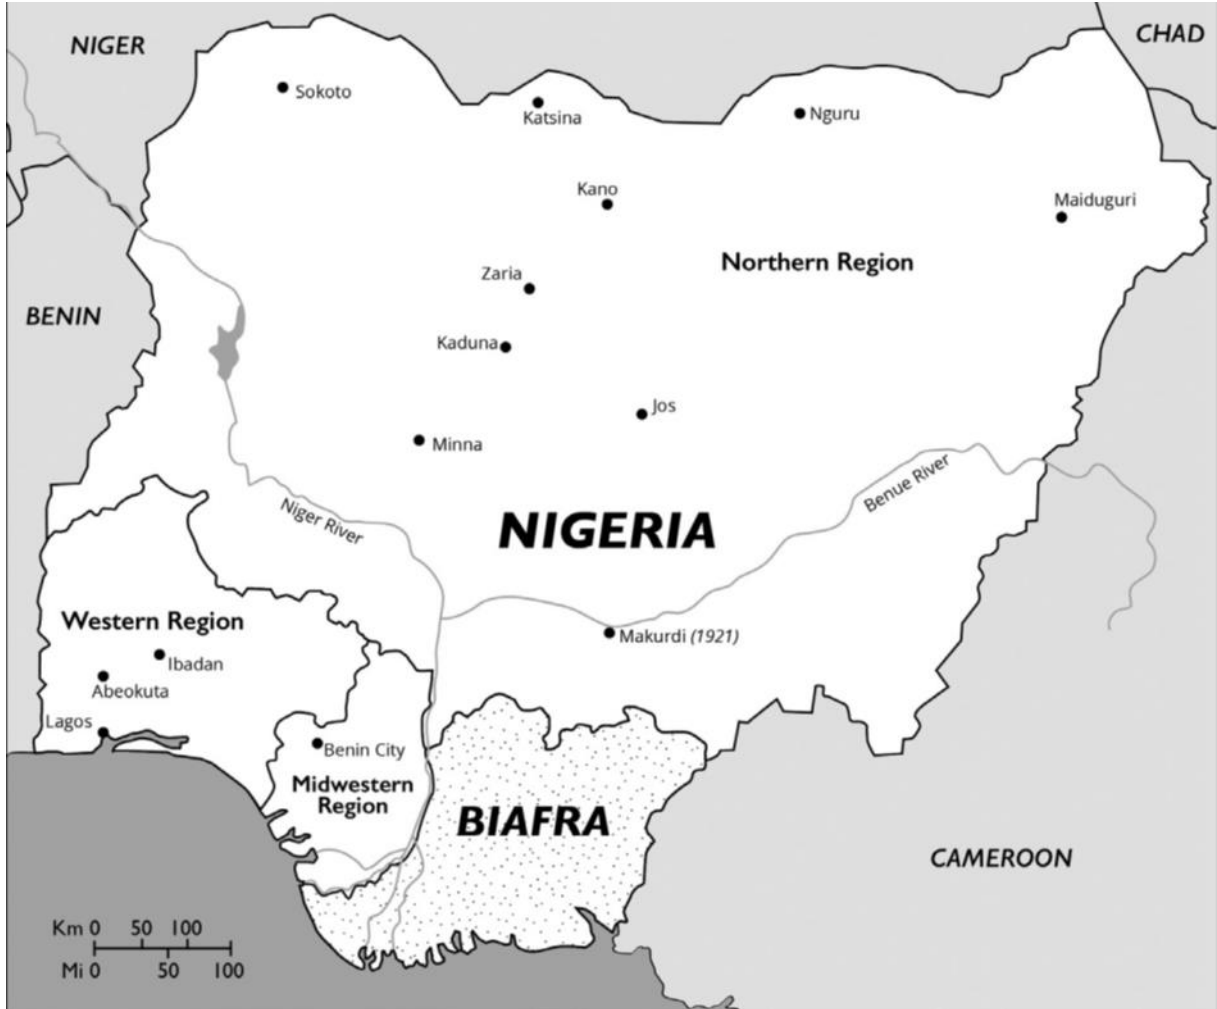 NIGER
CHAD
Sokoto
Katsina
Nguru
Kano
Maiduguri
Zaria
Northern Region
BENIN
Kaduna
Jos
Minna
Benue River
Niger River
NIGERIA
Western Region
Makurdi (1921)
Ibadan
Abeokuta
Lagos
Benin City
Midwestern
Region
BIAFRA
CAMEROON
Km 0 50 100
Mi 0 50 100